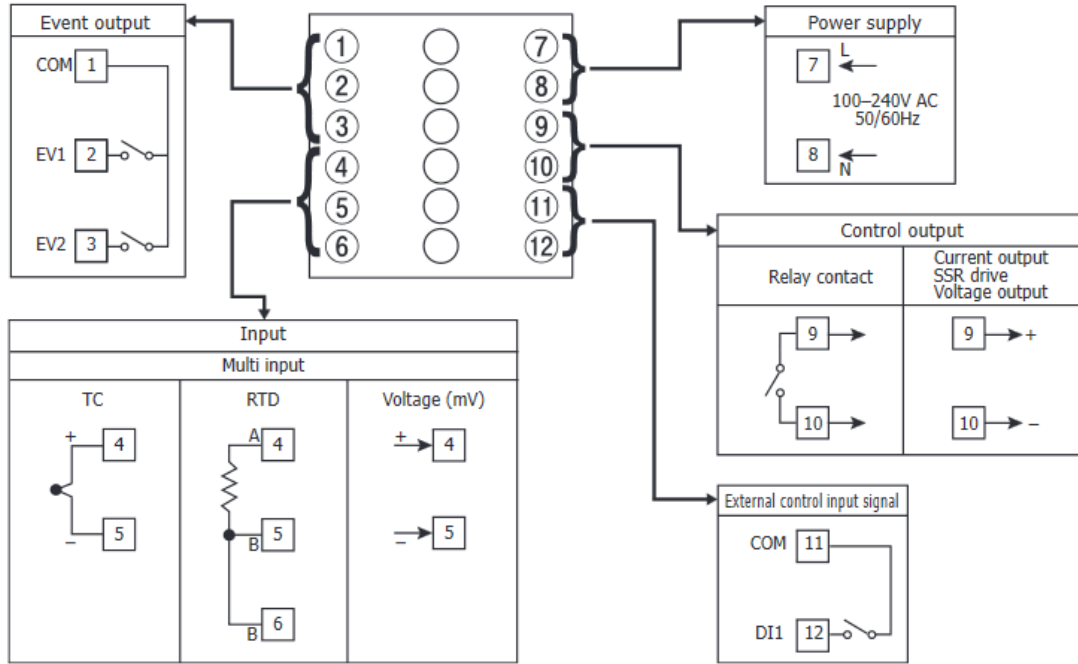 Event output
COM 1
EV1 2
EV2 3
1 7
2 8
3 9
4 10
5 11
6 12
Power supply
7 L
100–240V AC
50/60Hz
8 N
Control output
Relay contact
Current output
SSR drive
Voltage output
9 9 +
10 10 –
Input
Multi input
TC RTD Voltage (mV)
+ 4 A 4 + 4
– 5 B 5 – 5
B 6
External control input signal
COM 11
DI1 12